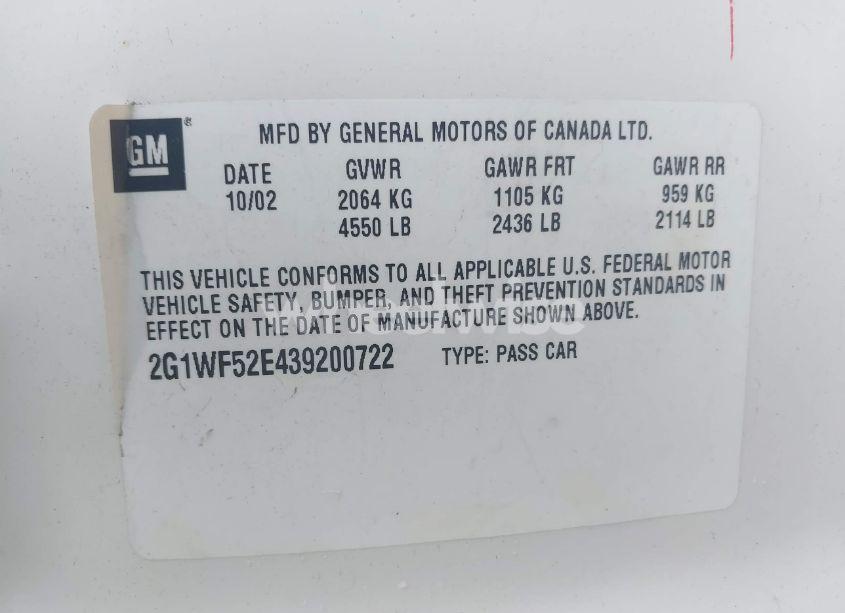 GM®
MFD BY GENERAL MOTORS OF CANADA LTD.
DATE GVWR GAWR FRT GAWR RR
10/02 2064 KG 1105 KG 959 KG
4550 LB 2436 LB 2114 LB
THIS VEHICLE CONFORMS TO ALL APPLICABLE U.S. FEDERAL MOTOR
VEHICLE SAFETY, BUMPER, AND THEFT PREVENTION STANDARDS IN
EFFECT ON THE DATE OF MANUFACTURE SHOWN ABOVE.
2G1WF52E439200722 TYPE: PASS CAR